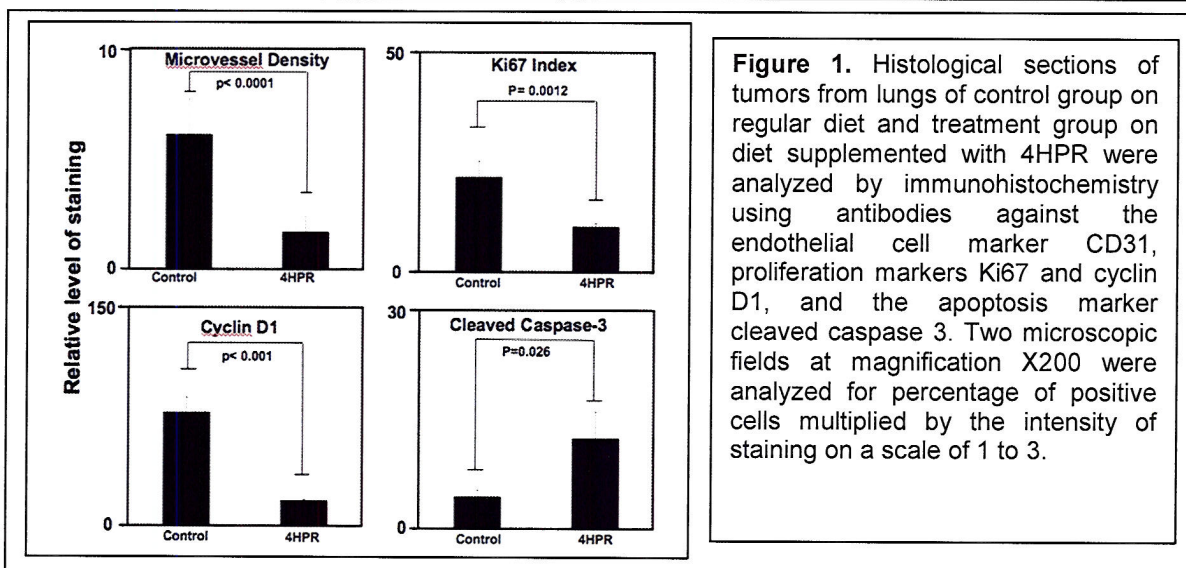 Relative level of staining
10
Microvessel Density
p< 0.0001
0
Control 4HPR
50
Ki67 Index
P= 0.0012
0
Control 4HPR
150
Cyclin D1
p< 0.001
0
Control 4HPR
30
Cleaved Caspase-3
P=0.026
0
Control 4HPR
Figure 1. Histological sections of
tumors from lungs of control group on
regular diet and treatment group on
diet supplemented with 4HPR were
analyzed by immunohistochemistry
using antibodies against the
endothelial cell marker CD31,
proliferation markers Ki67 and cyclin
D1, and the apoptosis marker
cleaved caspase 3. Two microscopic
fields at magnification X200 were
analyzed for percentage of positive
cells multiplied by the intensity of
staining on a scale of 1 to 3.